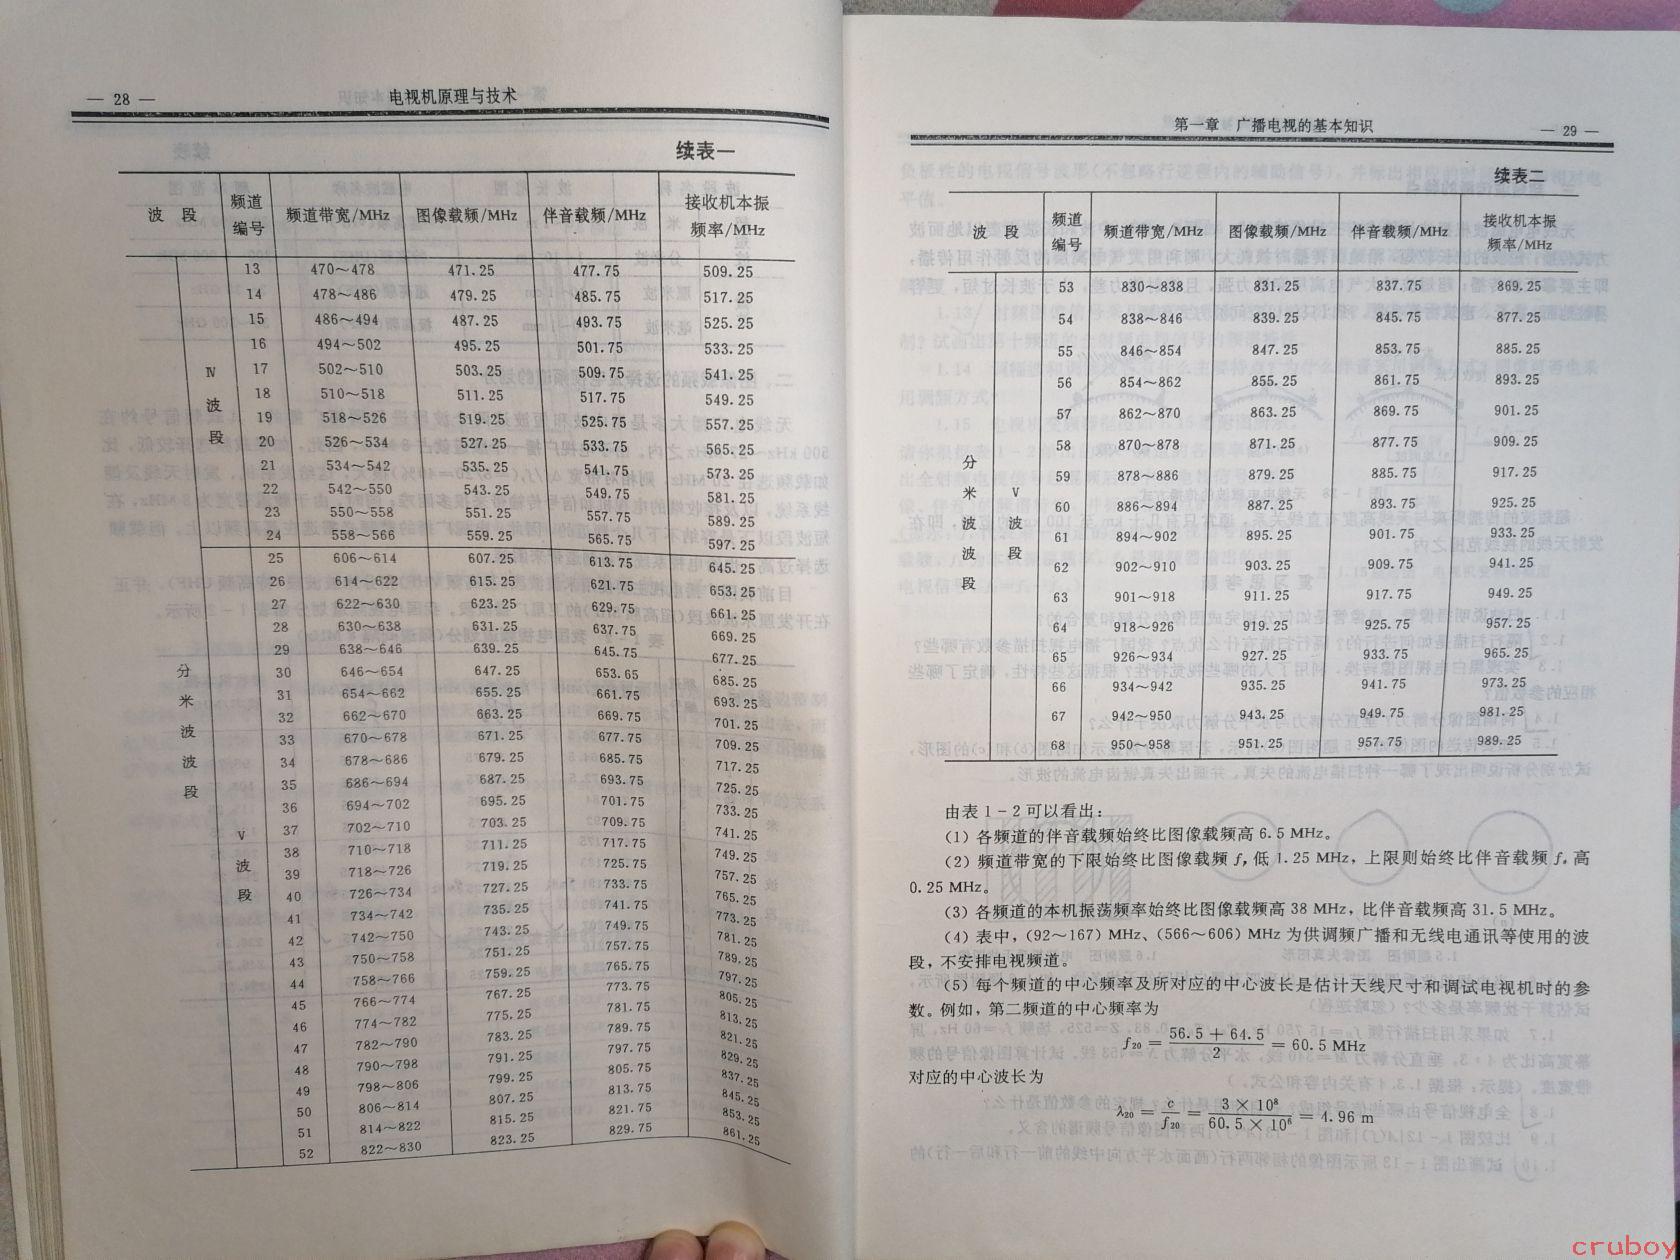 — 28 —
电视机原理与技术
续表一
波 段 频道编号 频道带宽/MHz 图像载频/MHz 伴音载频/MHz 接收机本振频率/MHz
分米波波段
Ⅳ波段
13 470～478 471.25 477.75 509.25
14 478～486 479.25 485.75 517.25
15 486～494 487.25 493.75 525.25
16 494～502 495.25 501.75 533.25
17 502～510 503.25 509.75 541.25
18 510～518 511.25 517.75 549.25
19 518～526 519.25 525.75 557.25
20 526～534 527.25 533.75 565.25
21 534～542 535.25 541.75 573.25
22 542～550 543.25 549.75 581.25
23 550～558 551.25 557.75 589.25
24 558～566 559.25 565.75 597.25
Ⅴ波段
25 606～614 607.25 613.75 645.25
26 614～622 615.25 621.75 653.25
27 622～630 623.25 629.75 661.25
28 630～638 631.25 637.75 669.25
29 638～646 639.25 645.75 677.25
30 646～654 647.25 653.65 685.25
31 654～662 655.25 661.75 693.25
32 662～670 663.25 669.75 701.25
33 670～678 671.25 677.75 709.25
34 678～686 679.25 685.75 717.25
35 686～694 687.25 693.75 725.25
36 694～702 695.25 701.75 733.25
37 702～710 703.25 709.75 741.25
38 710～718 711.25 717.75 749.25
39 718～726 719.25 725.75 757.25
40 726～734 727.25 733.75 765.25
41 734～742 735.25 741.75 773.25
42 742～750 743.25 749.75 781.25
43 750～758 751.25 757.75 789.25
44 758～766 759.25 765.75 797.25
45 766～774 767.25 773.75 805.25
46 774～782 775.25 781.75 813.25
47 782～790 783.25 789.75 821.25
48 790～798 791.25 797.75 829.25
49 798～806 799.25 805.75 837.25
50 806～814 807.25 813.75 845.25
51 814～822 815.25 821.75 853.25
52 822～830 823.25 829.75 861.25
第一章 广播电视的基本知识
— 29 —
续表二
波 段 频道编号 频道带宽/MHz 图像载频/MHz 伴音载频/MHz 接收机本振频率/MHz
分米波波段
Ⅴ波段
53 830～838 831.25 837.75 869.25
54 838～846 839.25 845.75 877.25
55 846～854 847.25 853.75 885.25
56 854～862 855.25 861.75 893.25
57 862～870 863.25 869.75 901.25
58 870～878 871.25 877.75 909.25
59 878～886 879.25 885.75 917.25
60 886～894 887.25 893.75 925.25
61 894～902 895.25 901.75 933.25
62 902～910 903.25 909.75 941.25
63 901～918 911.25 917.75 949.25
64 918～926 919.25 925.75 957.25
65 926～934 927.25 933.75 965.25
66 934～942 935.25 941.75 973.25
67 942～950 943.25 949.75 981.25
68 950～958 951.25 957.75 989.25
由表 1－2 可以看出：
(1) 各频道的伴音载频始终比图像载频高 6.5 MHz。
(2) 频道带宽的下限始终比图像载频 fp 低 1.25 MHz，上限则始终比伴音载频 fs 高
0.25 MHz。
(3) 各频道的本机振荡频率始终比图像载频高 38 MHz，比伴音载频高 31.5 MHz。
(4) 表中，(92～167) MHz、(566～606) MHz 为供调频广播和无线电通讯等使用的波
段，不安排电视频道。
(5) 每个频道的中心频率及所对应的中心波长是估计天线尺寸和调试电视机时的参
数。例如，第二频道的中心频率为
f₂₀ = (56.5 + 64.5)/2 = 60.5 MHz
对应的中心波长为
λ₂₀ = c/f₂₀ = (3 × 10⁸)/(60.5 × 10⁶) = 4.96 m
cruboy